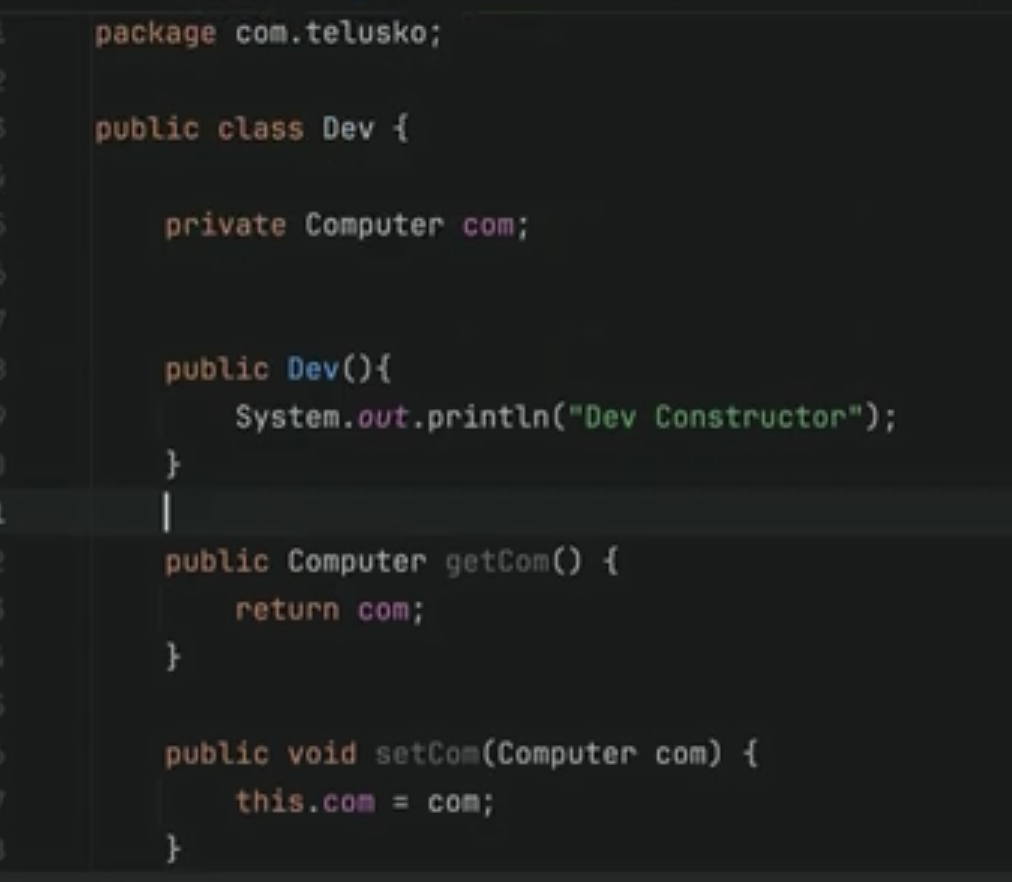 package com.telusko;
public class Dev {
private Computer com;
public Dev(){
System.out.println("Dev Constructor");
}
public Computer getCom() {
return com;
}
public void setCom(Computer com) {
this.com = com;
}